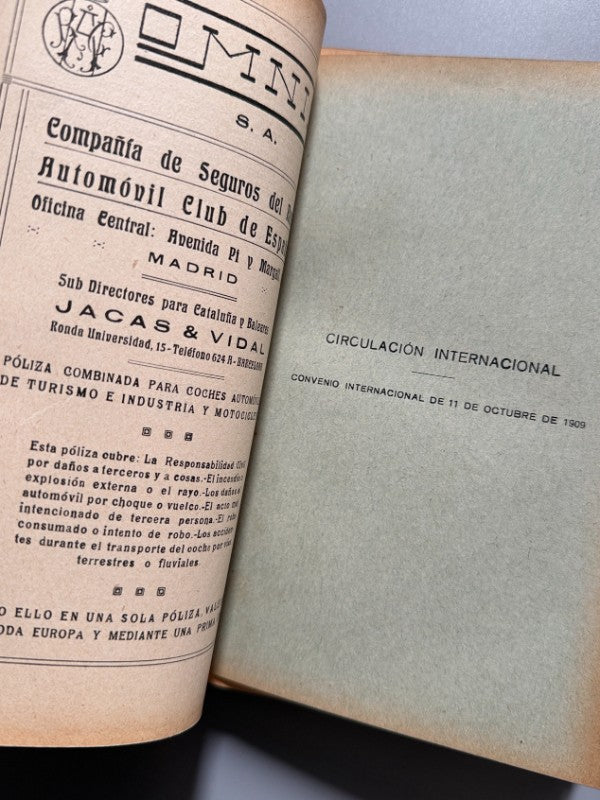 OMNI
S. A.
Compañía de Seguros del
Automóvil Club de
Oficina Central: Avenida Pi y Margall
MADRID
Sub Directores para Cataluña y Baleares
JACAS & VIDAL
Ronda Universidad, 15-Teléfono 624 A-BARCELONA
PÓLIZA COMBINADA PARA COCHES
DE TURISMO E INDUSTRIA Y
Esta póliza cubre: La Responsabilidad Civil
por daños a terceros y a cosas.-El incendio
explosión externa o el rayo.-Los daños
automóvil por choque o vuelco.-El acto mal
intencionado de tercera persona.-El robo
consumado o intento de robo.-Los acciden
tes durante el transporte del coche por vías
terrestres o fluviales
O ELLO EN UNA SOLA PÓLIZA,
ODA EUROPA Y MEDIANTE UNA PRIMA
CIRCULACIÓN INTERNACIONAL
CONVENIO INTERNACIONAL DE 11 DE OCTUBRE DE 1909